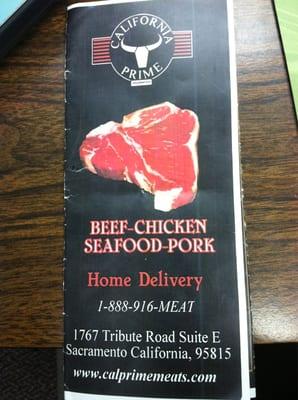 CALIFORNIA
PRIME
BEEF-CHICKEN
SEAFOOD-PORK
Home Delivery
1-888-916-MEAT
1767 Tribute Road Suite E
Sacramento California, 95815
www.calprimemeats.com